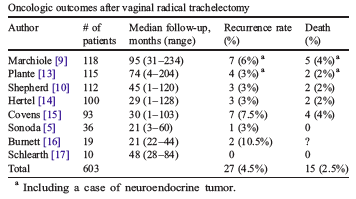 Oncologic outcomes after vaginal radical trachelectomy
Author # of patients Median follow-up, months (range) Recurrence rate (%) Death (%)
Marchiole [9] 118 95 (31–234) 7 (6%) a 5 (4%) a
Plante [13] 115 74 (4–204) 4 (3%) a 2 (2%) a
Shepherd [10] 112 45 (1–120) 3 (3%) 2 (2%)
Hertel [14] 100 29 (1–128) 3 (3%) 2 (2%)
Covens [15] 93 30 (1–103) 7 (7.5%) 4 (4%)
Sonoda [5] 36 21 (3–60) 1 (3%) 0
Burnett [16] 19 21 (22–44) 2 (10.5%) ?
Schlearth [17] 10 48 (28–84) 0 0
Total 603 27 (4.5%) 15 (2.5%)
a Including a case of neuroendocrine tumor.